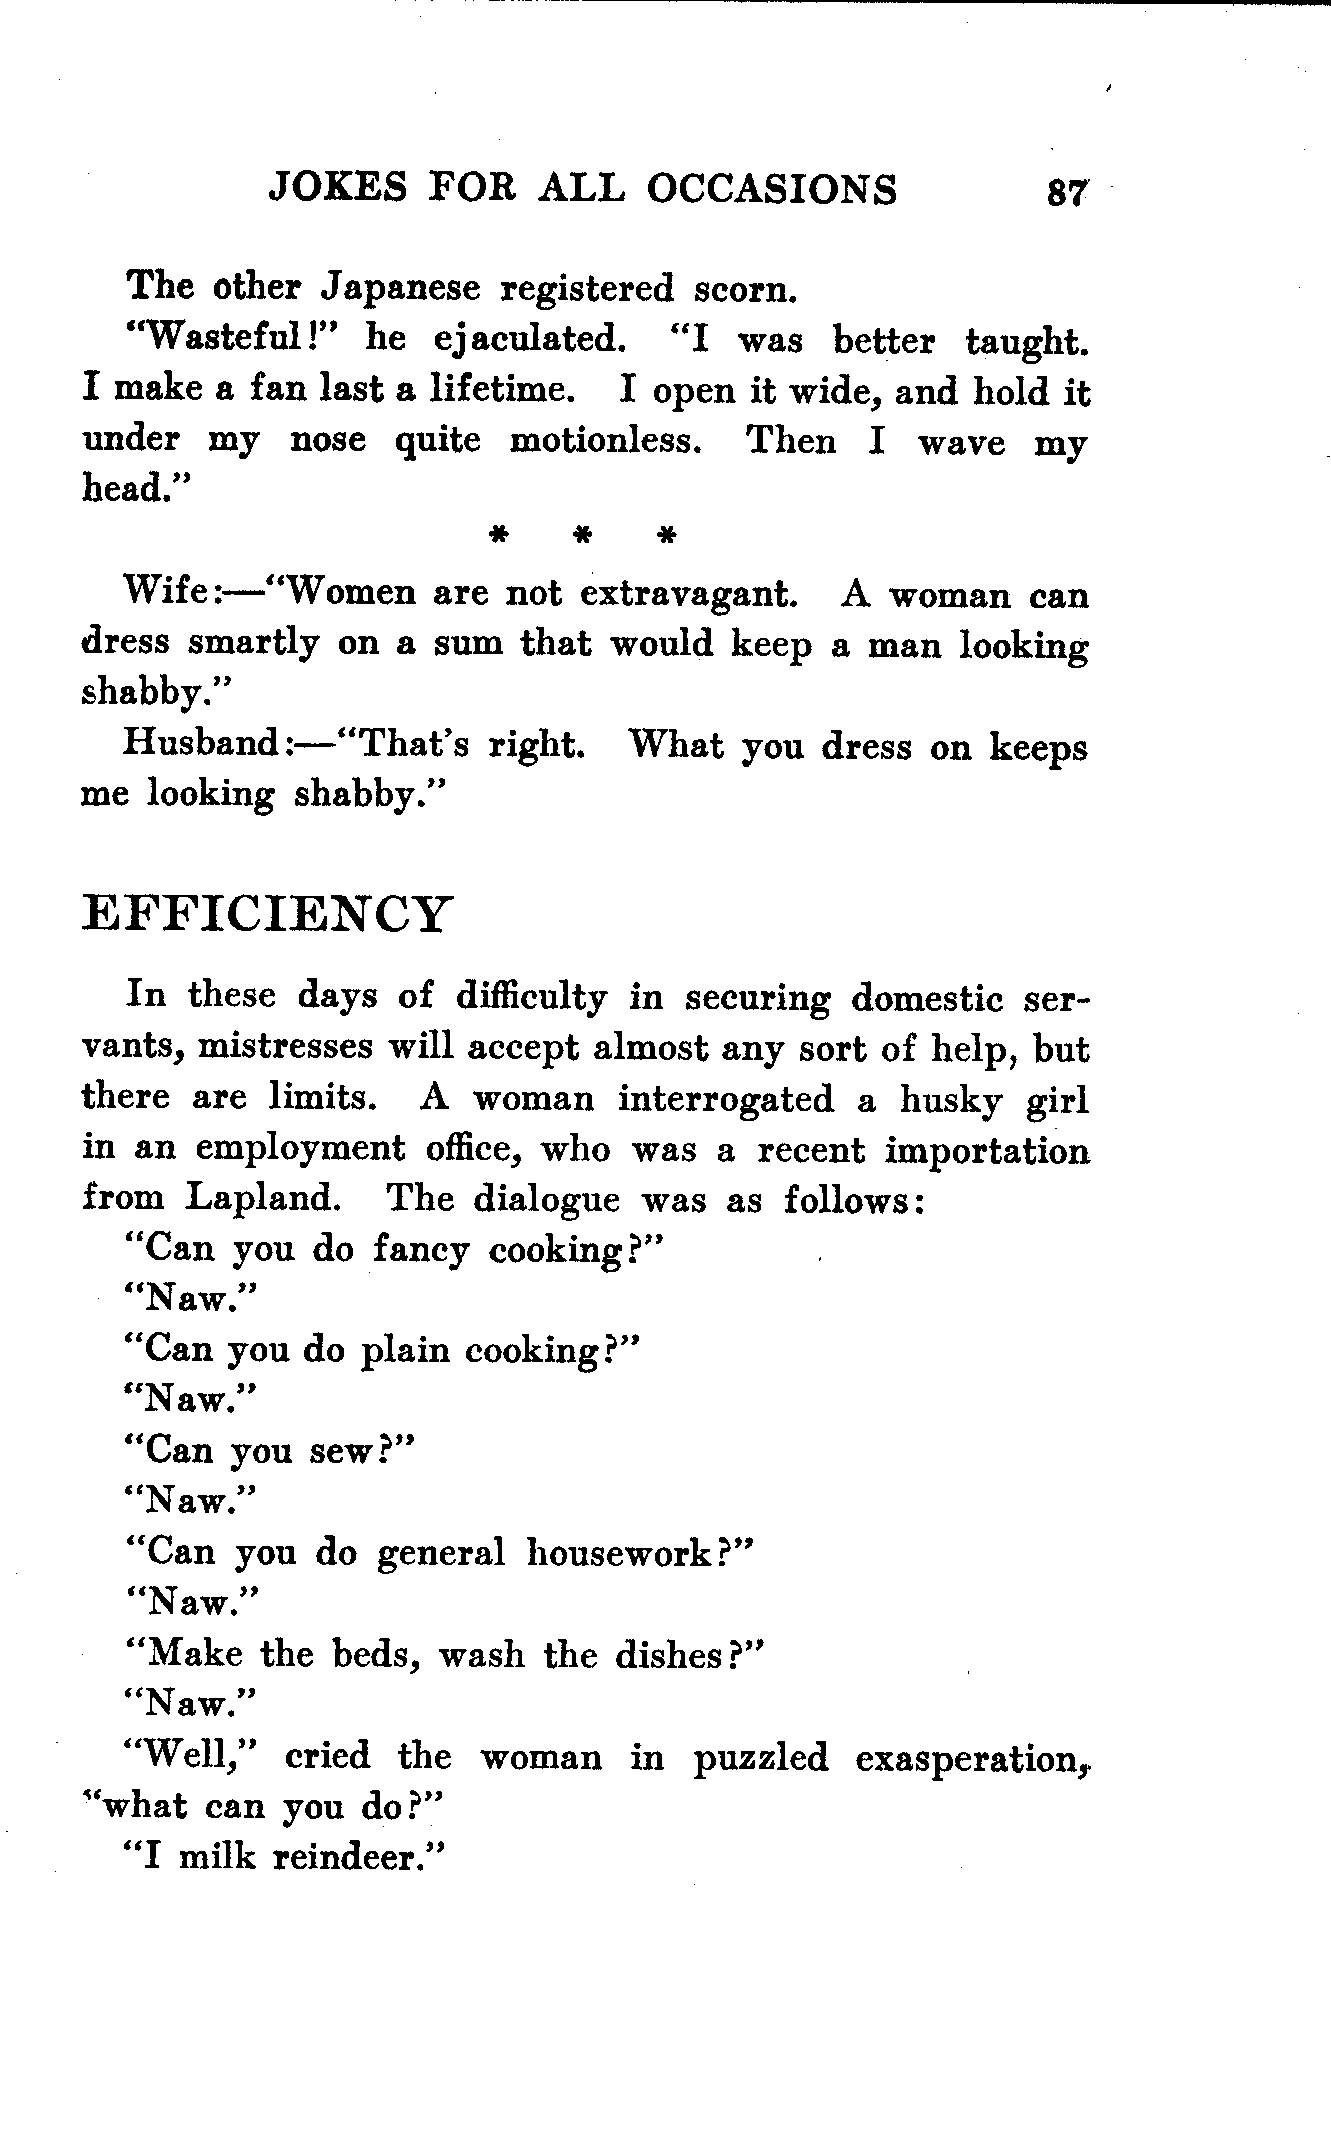 JOKES FOR ALL OCCASIONS 87
The other Japanese registered scorn.
"Wasteful!" he ejaculated. "I was better taught.
I make a fan last a lifetime. I open it wide, and hold it
under my nose quite motionless. Then I wave my
head."
* * *
Wife:—"Women are not extravagant. A woman can
dress smartly on a sum that would keep a man looking
shabby."
Husband:—"That's right. What you dress on keeps
me looking shabby."
EFFICIENCY
In these days of difficulty in securing domestic ser-
vants, mistresses will accept almost any sort of help, but
there are limits. A woman interrogated a husky girl
in an employment office, who was a recent importation
from Lapland. The dialogue was as follows:
"Can you do fancy cooking?"
"Naw."
"Can you do plain cooking?"
"Naw."
"Can you sew?"
"Naw."
"Can you do general housework?"
"Naw."
"Make the beds, wash the dishes?"
"Naw."
"Well," cried the woman in puzzled exasperation,
"what can you do?"
"I milk reindeer."